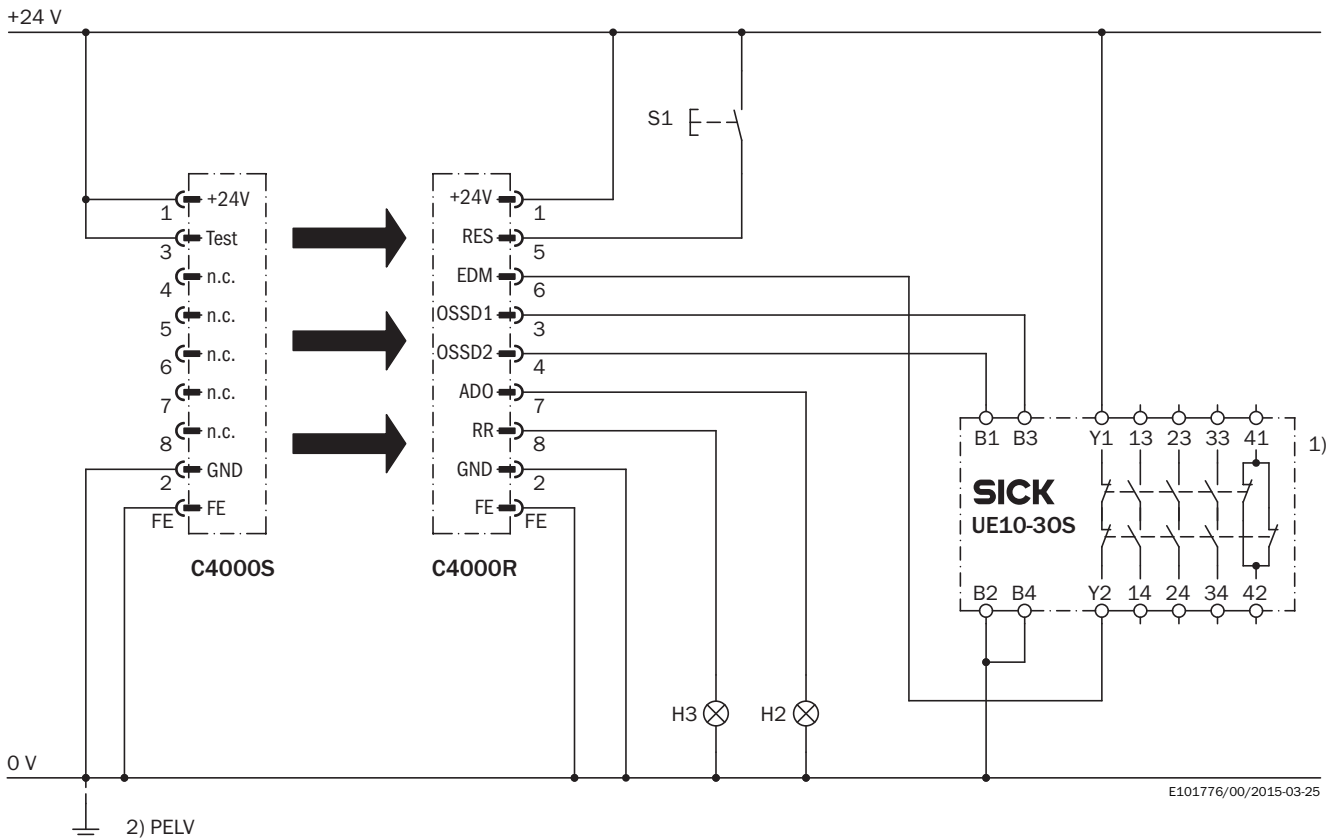 +24 V
S1
+24V
1
Test
3
n.c.
4
n.c.
5
n.c.
6
n.c.
7
n.c.
8
GND
2
FE
FE
C4000S
+24V
1
RES
5
EDM
6
OSSD1
3
OSSD2
4
ADO
7
RR
8
GND
2
FE
FE
C4000R
B1 B3 Y1 13 23 33 41
1)
SICK
UE10-3OS
B2 B4 Y2 14 24 34 42
H3
H2
0 V
E101776/00/2015-03-25
2) PELV